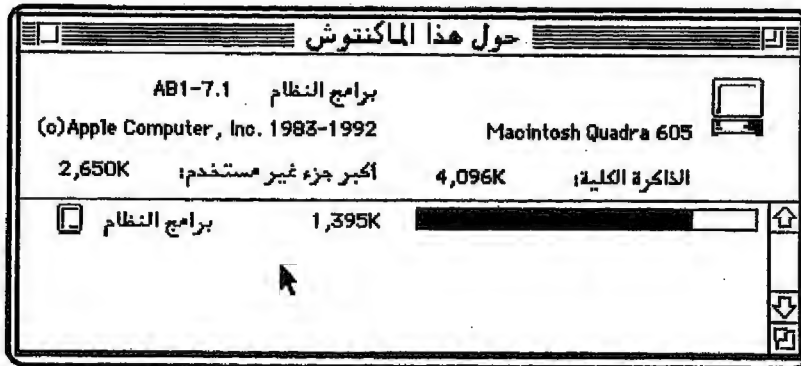 حول هذا الماكنتوش
برامج النظام AB1-7.1
Macintosh Quadra 605 (c)Apple Computer, Inc. 1983-1992
الذاكرة الكلية: 4,096K أكبر جزء غير مستخدم: 2,650K
برامج النظام 1,395K